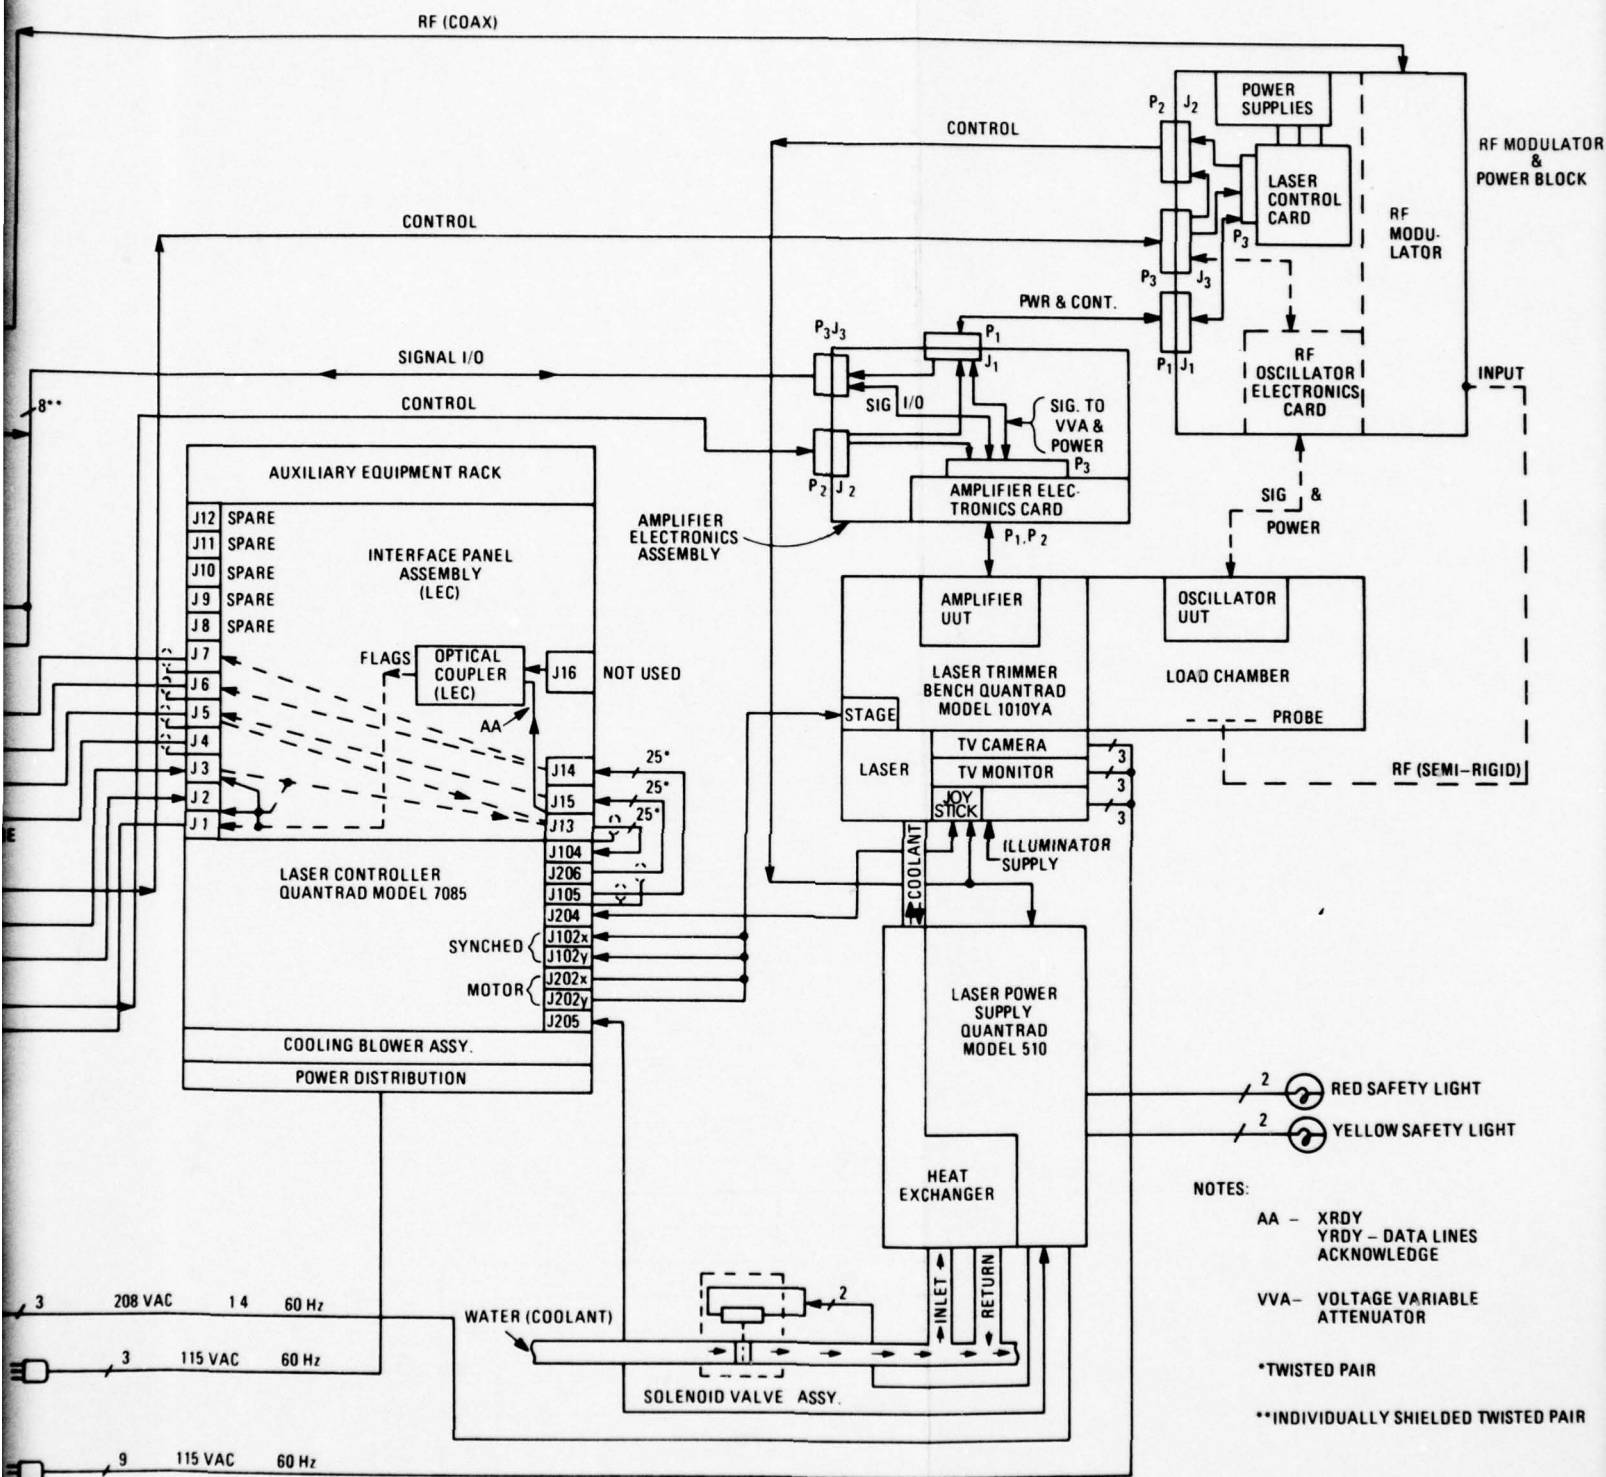 RF (COAX)
POWER
SUPPLIES
P2 J2
CONTROL
RF MODULATOR
&
POWER BLOCK
LASER
CONTROL
CARD
RF
MODU-
LATOR
CONTROL
P3
P3
J3
PWR & CONT.
P3 J3
P1
J1
P1 J1
SIGNAL I/O
RF
OSCILLATOR
ELECTRONICS
CARD
INPUT
8**
CONTROL
SIG I/O
SIG. TO
VVA &
POWER
P3
AUXILIARY EQUIPMENT RACK
P2 J2
AMPLIFIER ELEC-
TRONICS CARD
SIG &
POWER
J12 SPARE
J11 SPARE
J10 SPARE
J9 SPARE
J8 SPARE
J7
J6
J5
J4
J3
J2
J1
INTERFACE PANEL
ASSEMBLY
(LEC)
AMPLIFIER
ELECTRONICS
ASSEMBLY
P1, P2
AMPLIFIER
UUT
OSCILLATOR
UUT
FLAGS
OPTICAL
COUPLER
(LEC)
J16 NOT USED
AA
LASER TRIMMER
BENCH QUANTRAD
MODEL 1010YA
LOAD CHAMBER
STAGE
PROBE
LASER
TV CAMERA
TV MONITOR
JOY
STICK
3
3
3
RF (SEMI-RIGID)
J14
25*
J15
25*
J13
25*
J104
J206
J105
J204
J102x
J102y
J202x
J202y
J205
COOLANT
ILLUMINATOR
SUPPLY
LASER CONTROLLER
QUANTRAD MODEL 7085
SYNCHED
MOTOR
LASER POWER
SUPPLY
QUANTRAD
MODEL 510
COOLING BLOWER ASSY.
POWER DISTRIBUTION
2
RED SAFETY LIGHT
2
YELLOW SAFETY LIGHT
HEAT
EXCHANGER
NOTES:
AA – XRDY
YRDY – DATA LINES
ACKNOWLEDGE
VVA– VOLTAGE VARIABLE
ATTENUATOR
*TWISTED PAIR
**INDIVIDUALLY SHIELDED TWISTED PAIR
INLET
RETURN
2
3 208 VAC 1 4 60 Hz
WATER (COOLANT)
3 115 VAC 60 Hz
SOLENOID VALVE ASSY.
9 115 VAC 60 Hz